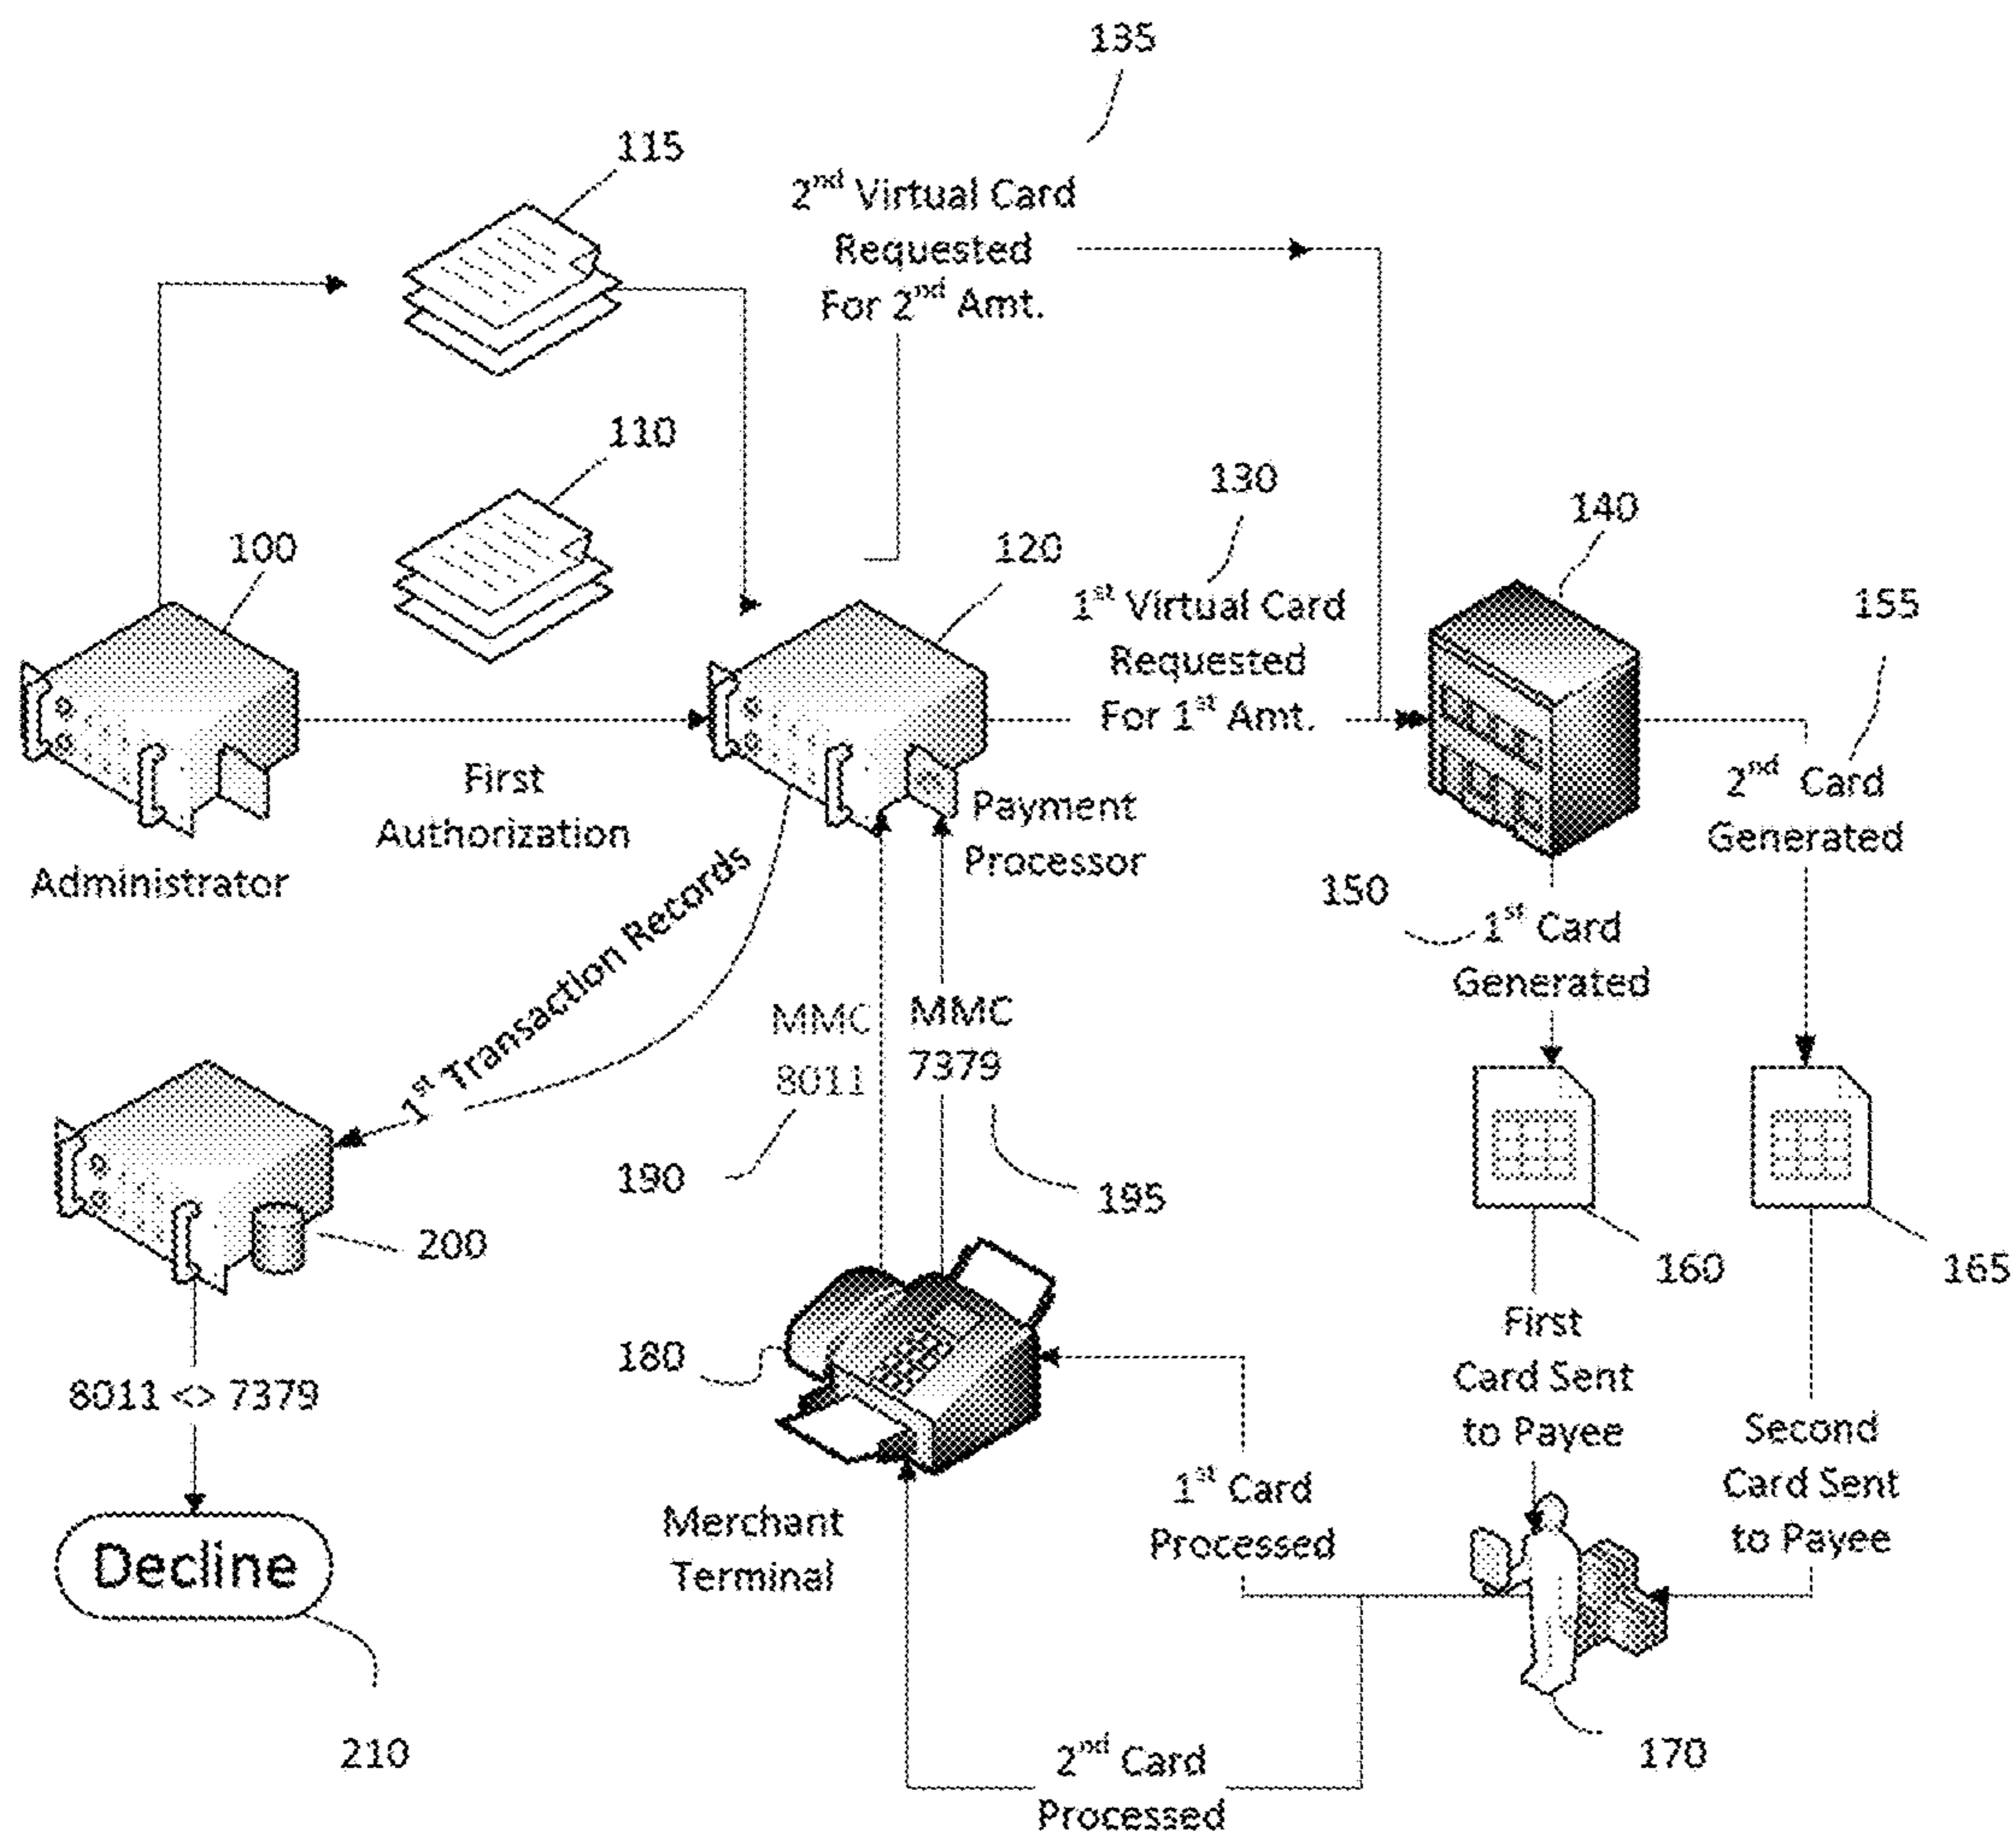 135
115
2nd Virtual Card
Requested
For 2nd Amt.
110
130
140
100
120
1st Virtual Card
Requested
For 1st Amt.
155
First
Authorization
Administrator
Payment
Processor
2nd Card
Generated
150
1st Card
Generated
1st Transaction Records
MMC
8011
MMC
7379
190
195
200
160
165
180
8011 <> 7379
First
Card Sent
to Payee
Second
Card Sent
to Payee
1st Card
Processed
Merchant
Terminal
Decline
210
170
2nd Card
Processed